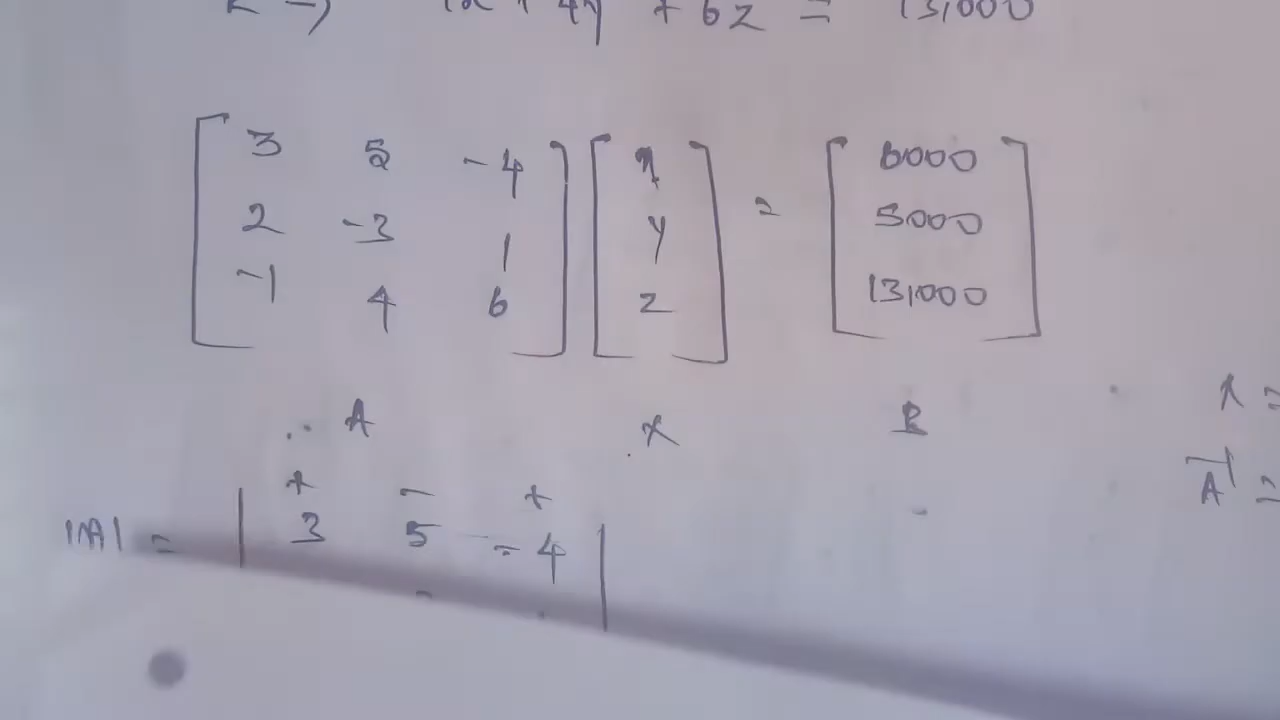 + 4y + 6z = 13,000
[ 3 5 -4 ] [ x ] = [ 6000 ]
[ 2 -3 1 ] [ y ] [ 5000 ]
[ -1 4 6 ] [ z ] [ 13,000 ]
A X B
x =
A⁻¹ =
+ - +
|A| = | 3 5 -4 |